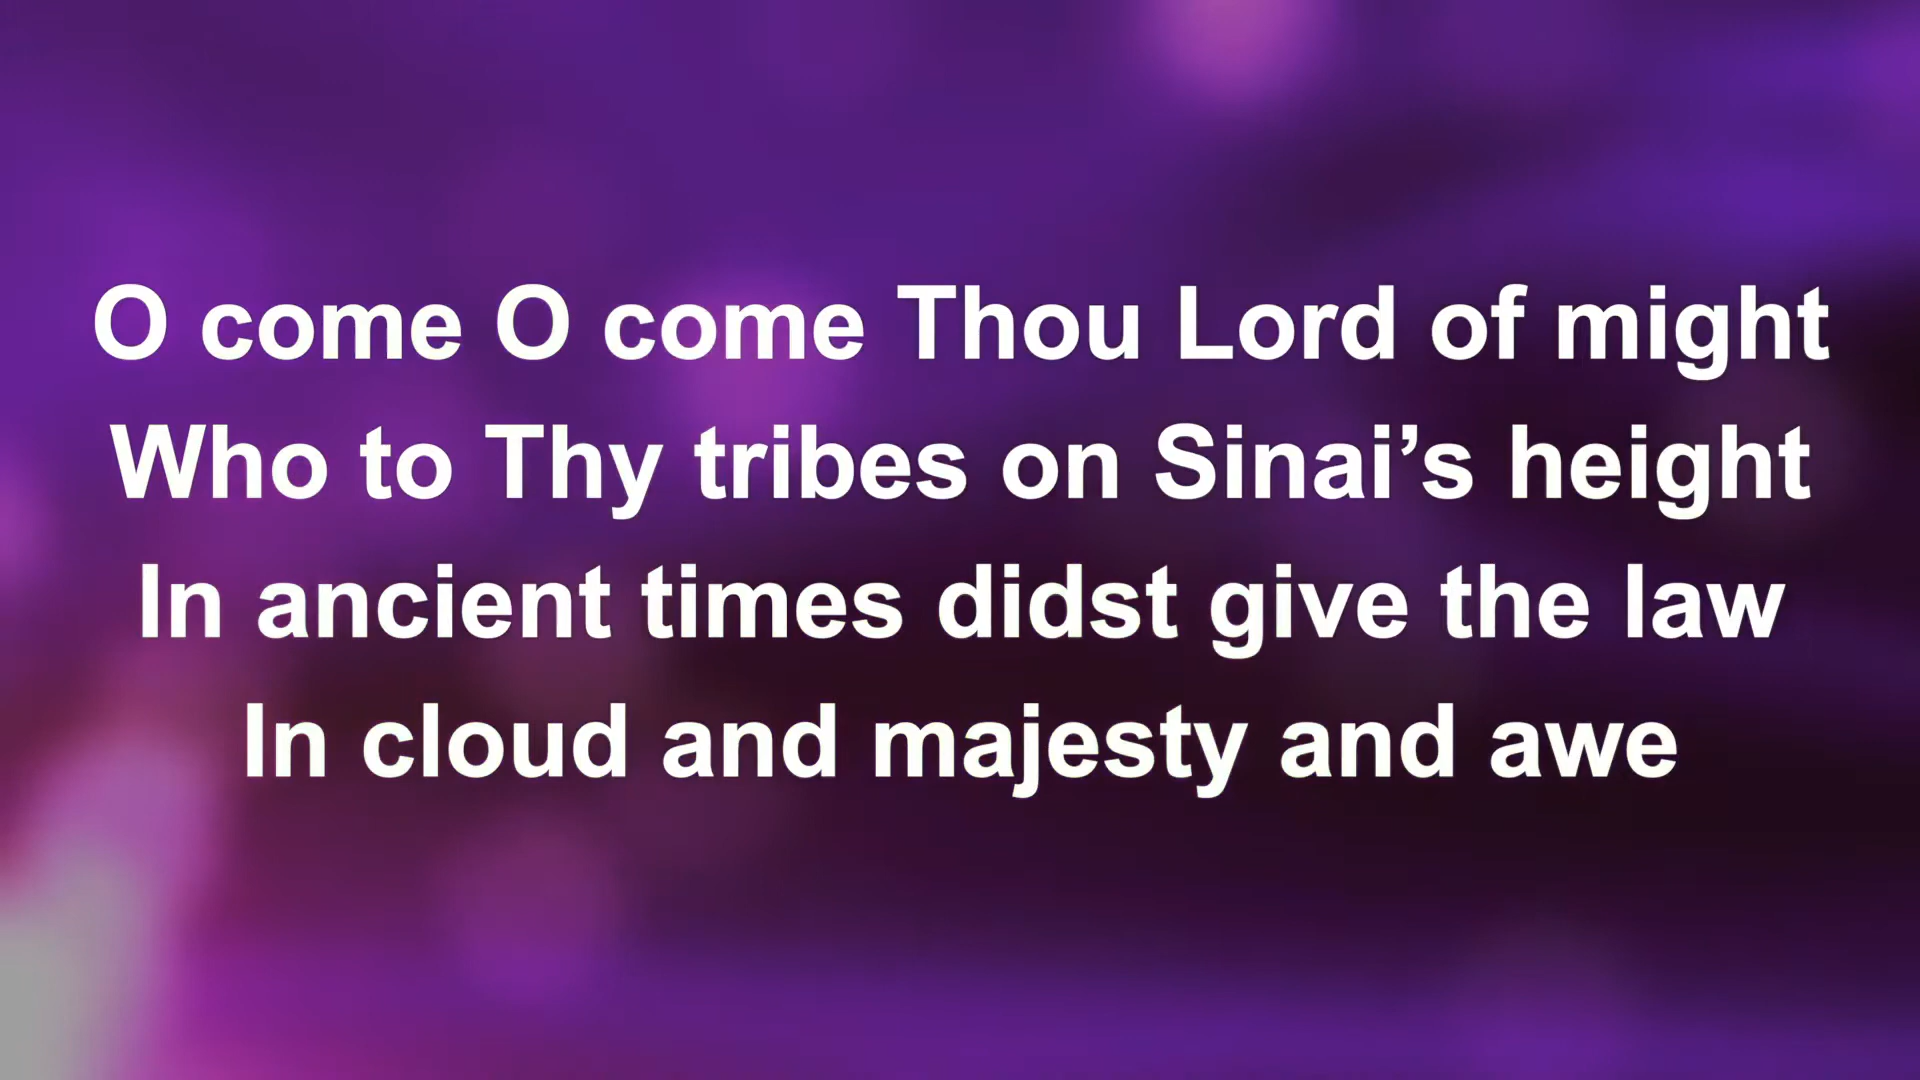 O come O come Thou Lord of might
Who to Thy tribes on Sinai’s height
In ancient times didst give the law
In cloud and majesty and awe